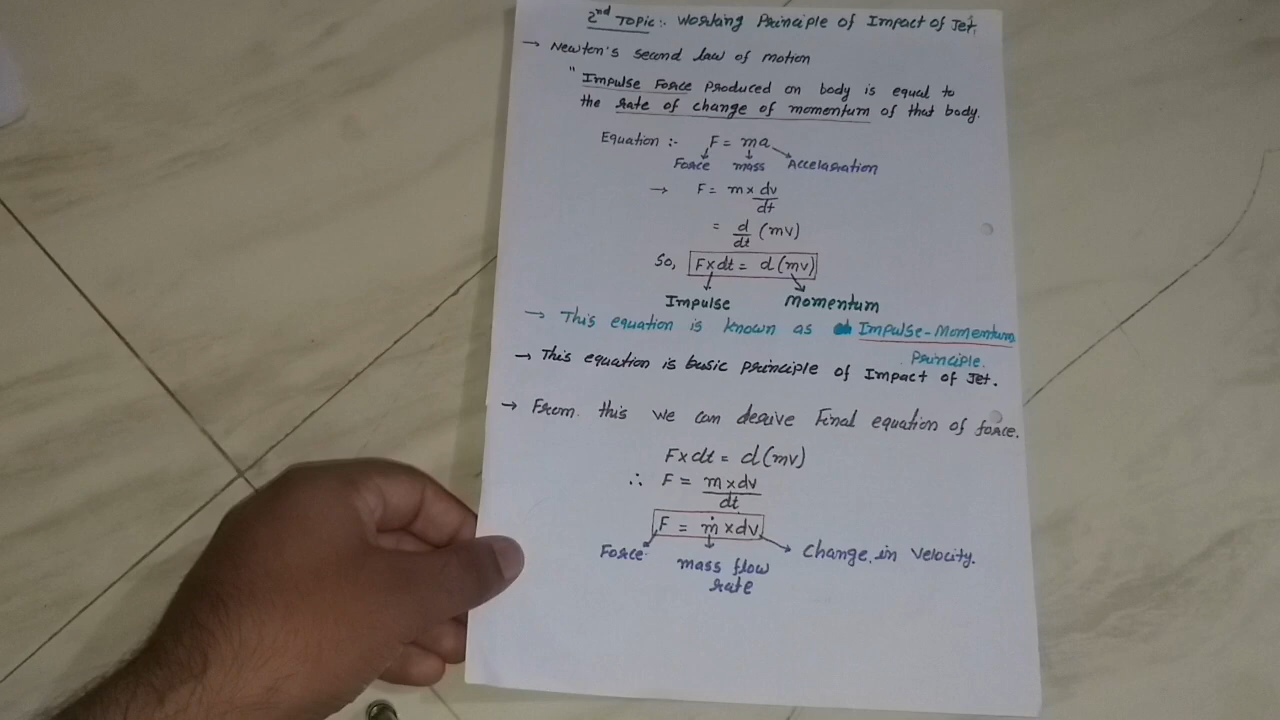 2nd Topic:- Working Principle of Impact of Jet.
→ Newton's second law of motion
" Impulse Force produced on body is equal to
the rate of change of momentum of that body.
Equation :- F = ma
Force mass Accelaration
→ F = m x dv/dt
= d/dt (mv)
So, Fxdt = d(mv)
Impulse Momentum
→ This equation is known as Impulse-Momentum
Principle.
→ This equation is basic principle of Impact of Jet.
→ From this we can derive Final equation of force.
Fxdt = d(mv)
∴ F = m x dv/dt
F = ṁ x dv
Force mass flow rate Change in velocity.